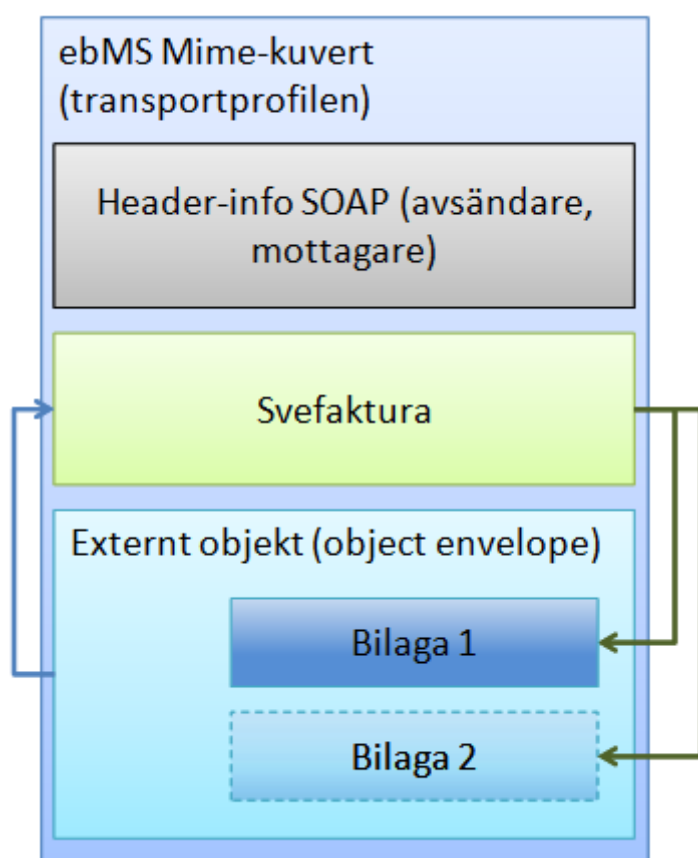 ebMS Mime-kuvert
(transportprofilen)
Header-info SOAP (avsändare,
mottagare)
Svefaktura
Externt objekt (object envelope)
Bilaga 1
Bilaga 2